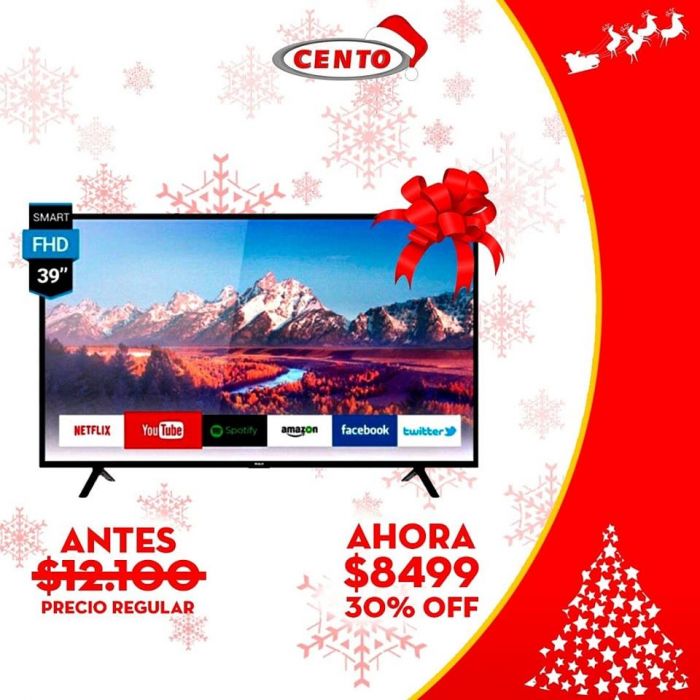 CENTO
SMART
FHD
39”
NETFLIX
YouTube
Spotify
amazon
facebook
twitter
ANTES
$12.100
PRECIO REGULAR
AHORA
$8499
30% OFF